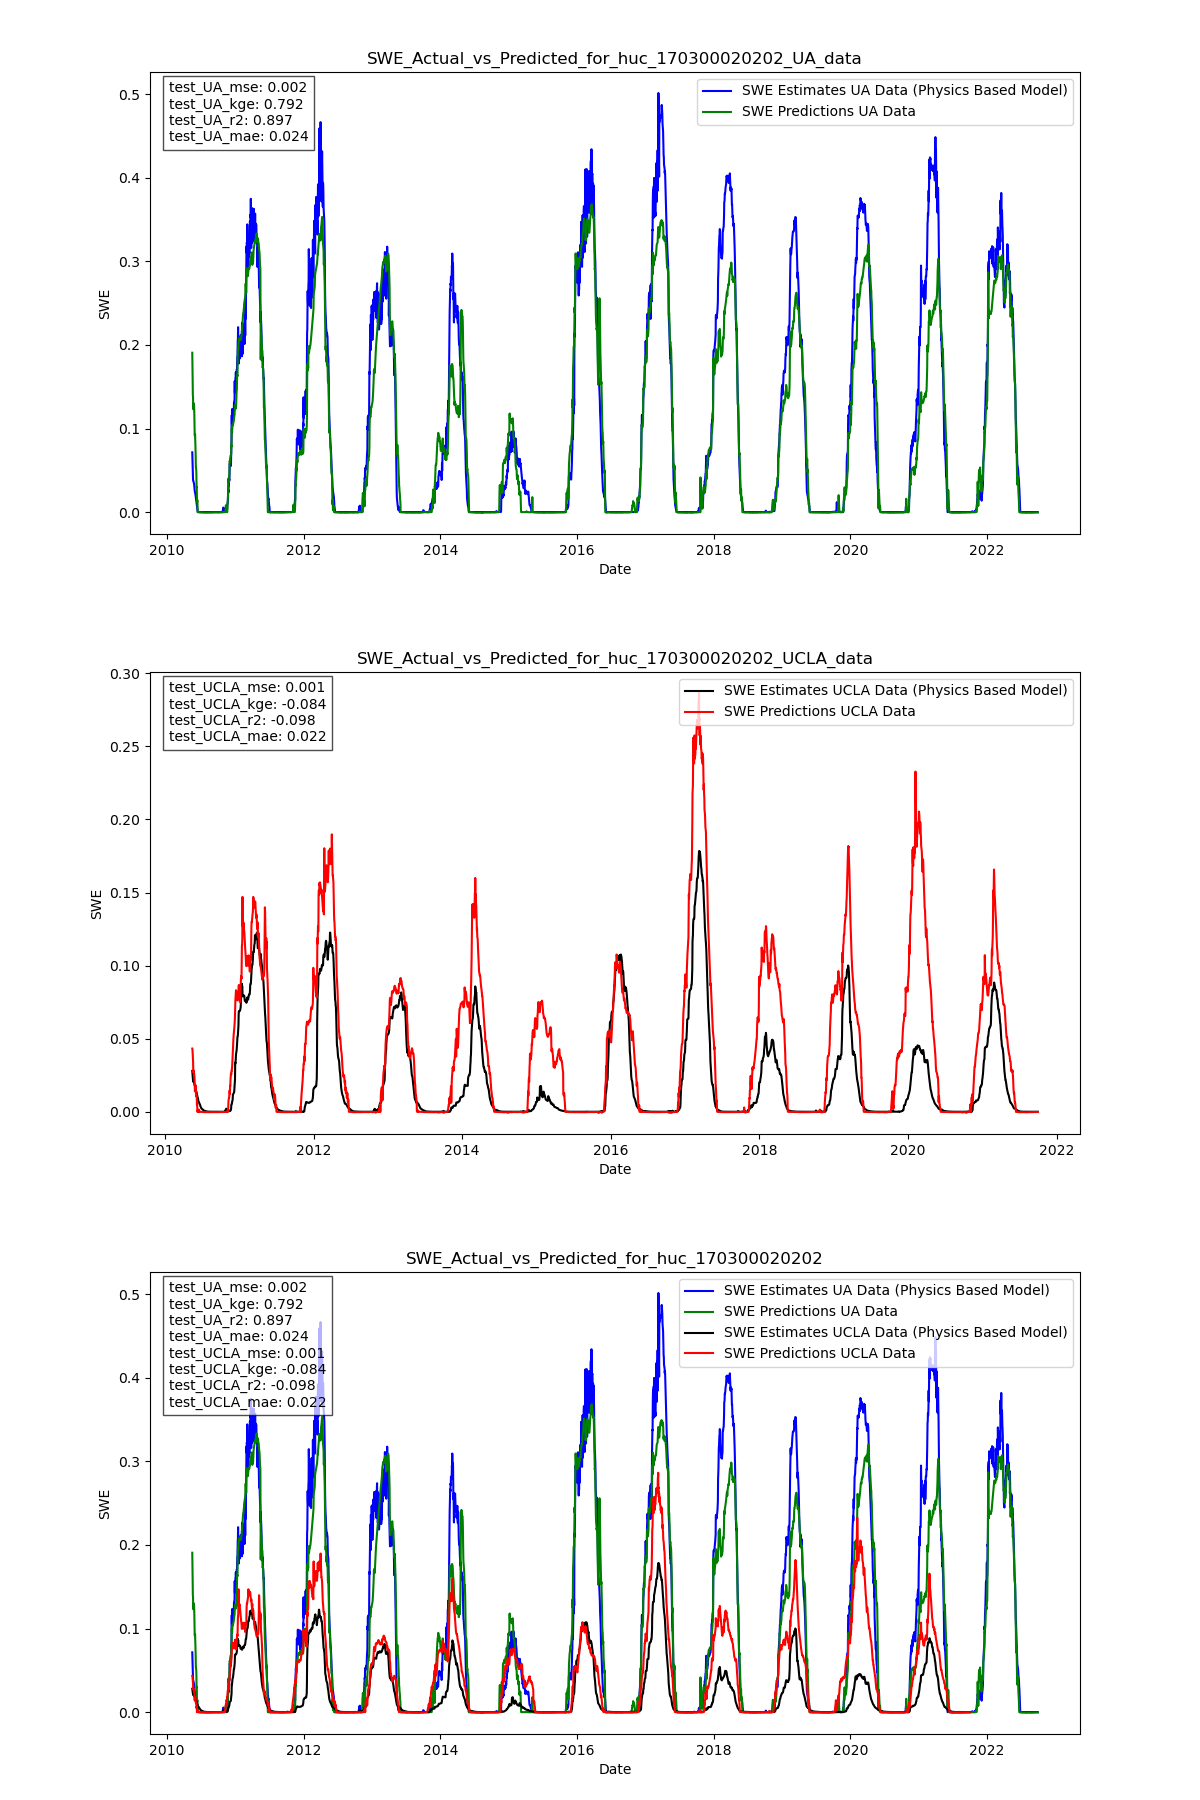 SWE_Actual_vs_Predicted_for_huc_170300020202_UA_data
test_UA_mse: 0.002
test_UA_kge: 0.792
test_UA_r2: 0.897
test_UA_mae: 0.024
SWE Estimates UA Data (Physics Based Model)
SWE Predictions UA Data
0.5
0.4
0.3
0.2
0.1
0.0
SWE
2010 2012 2014 2016 2018 2020 2022
Date
SWE_Actual_vs_Predicted_for_huc_170300020202_UCLA_data
test_UCLA_mse: 0.001
test_UCLA_kge: -0.084
test_UCLA_r2: -0.098
test_UCLA_mae: 0.022
SWE Estimates UCLA Data (Physics Based Model)
SWE Predictions UCLA Data
0.30
0.25
0.20
0.15
0.10
0.05
0.00
SWE
2010 2012 2014 2016 2018 2020 2022
Date
SWE_Actual_vs_Predicted_for_huc_170300020202
test_UA_mse: 0.002
test_UA_kge: 0.792
test_UA_r2: 0.897
test_UA_mae: 0.024
test_UCLA_mse: 0.001
test_UCLA_kge: -0.084
test_UCLA_r2: -0.098
test_UCLA_mae: 0.022
SWE Estimates UA Data (Physics Based Model)
SWE Predictions UA Data
SWE Estimates UCLA Data (Physics Based Model)
SWE Predictions UCLA Data
0.5
0.4
0.3
0.2
0.1
0.0
SWE
2010 2012 2014 2016 2018 2020 2022
Date